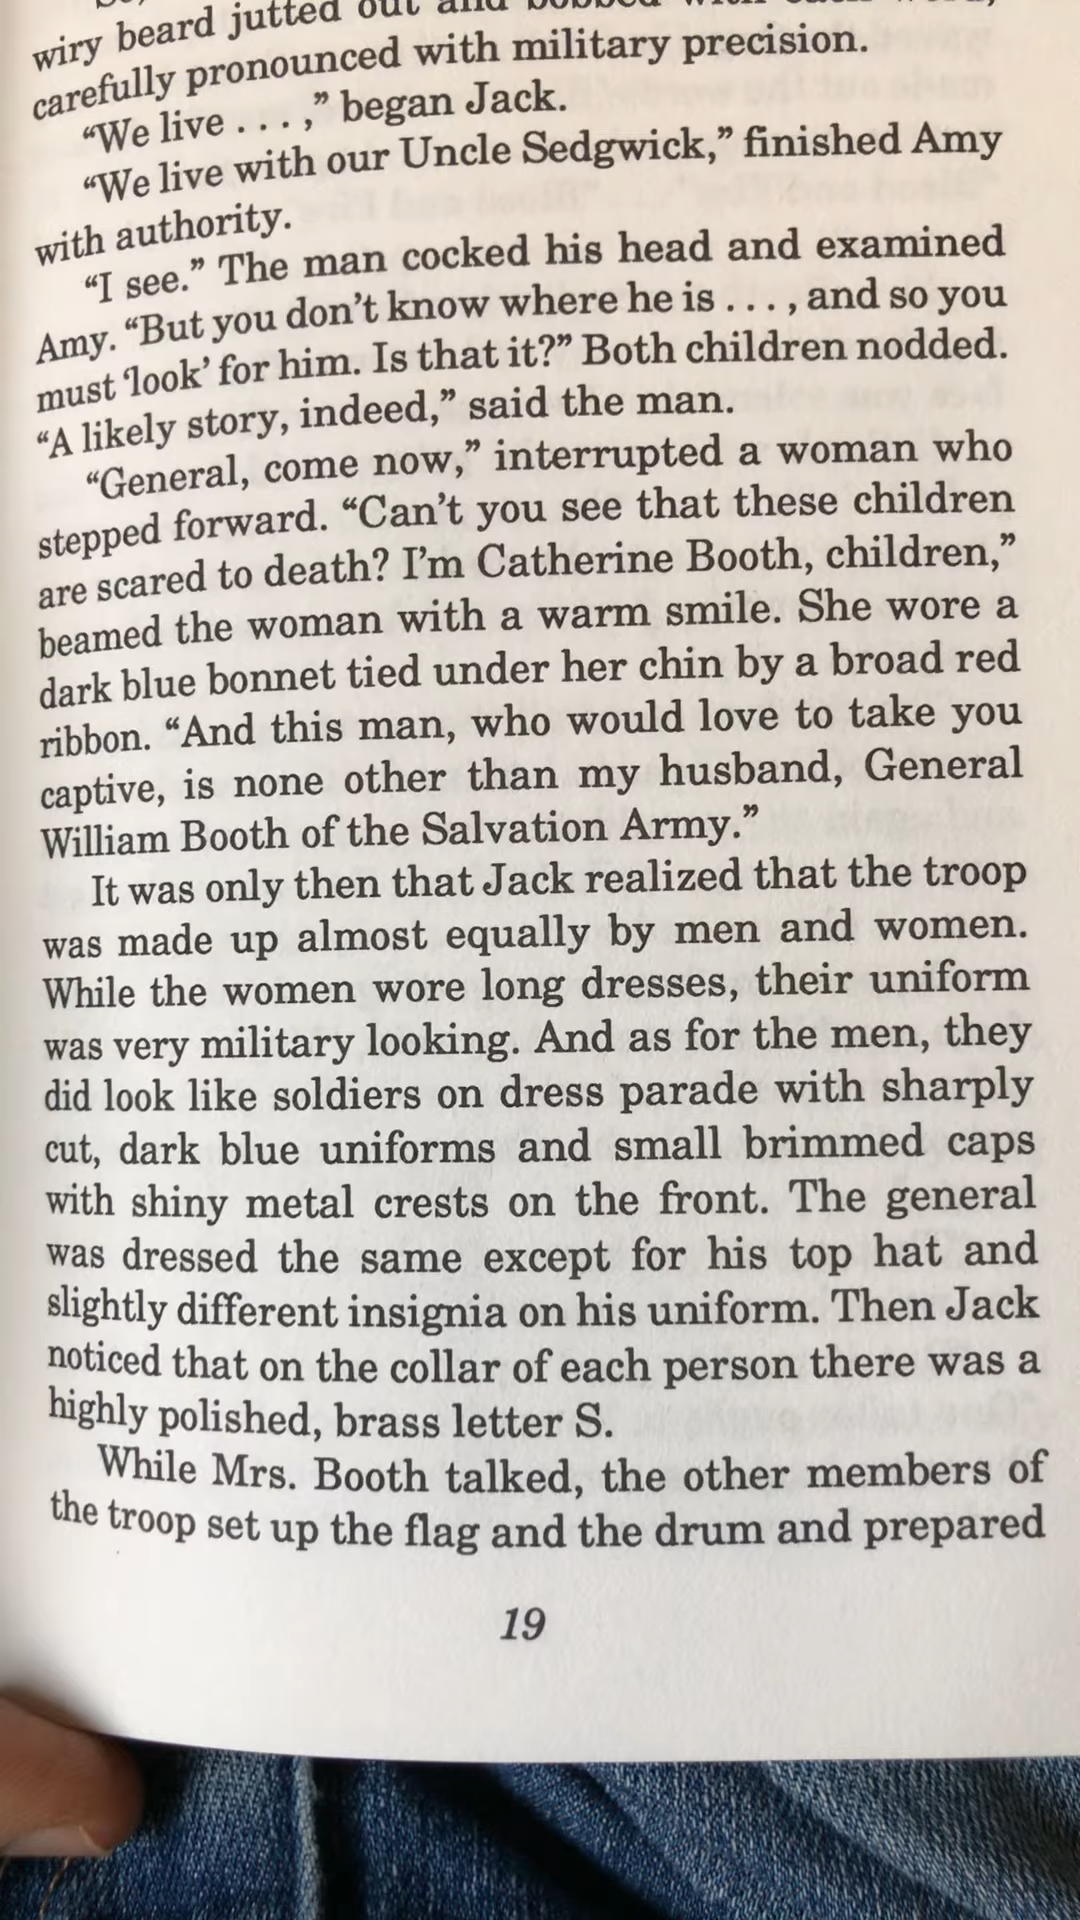 wiry beard jutted out and bobbed with each word,
carefully pronounced with military precision.
“We live . . . ,” began Jack.
“We live with our Uncle Sedgwick,” finished Amy
with authority.
“I see.” The man cocked his head and examined
Amy. “But you don’t know where he is . . . , and so you
must ‘look’ for him. Is that it?” Both children nodded.
“A likely story, indeed,” said the man.
“General, come now,” interrupted a woman who
stepped forward. “Can’t you see that these children
are scared to death? I’m Catherine Booth, children,”
beamed the woman with a warm smile. She wore a
dark blue bonnet tied under her chin by a broad red
ribbon. “And this man, who would love to take you
captive, is none other than my husband, General
William Booth of the Salvation Army.”
It was only then that Jack realized that the troop
was made up almost equally by men and women.
While the women wore long dresses, their uniform
was very military looking. And as for the men, they
did look like soldiers on dress parade with sharply
cut, dark blue uniforms and small brimmed caps
with shiny metal crests on the front. The general
was dressed the same except for his top hat and
slightly different insignia on his uniform. Then Jack
noticed that on the collar of each person there was a
highly polished, brass letter S.
While Mrs. Booth talked, the other members of
the troop set up the flag and the drum and prepared
19